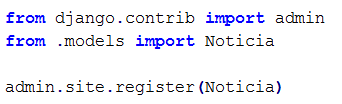 from django.contrib import admin
from .models import Noticia

admin.site.register(Noticia)